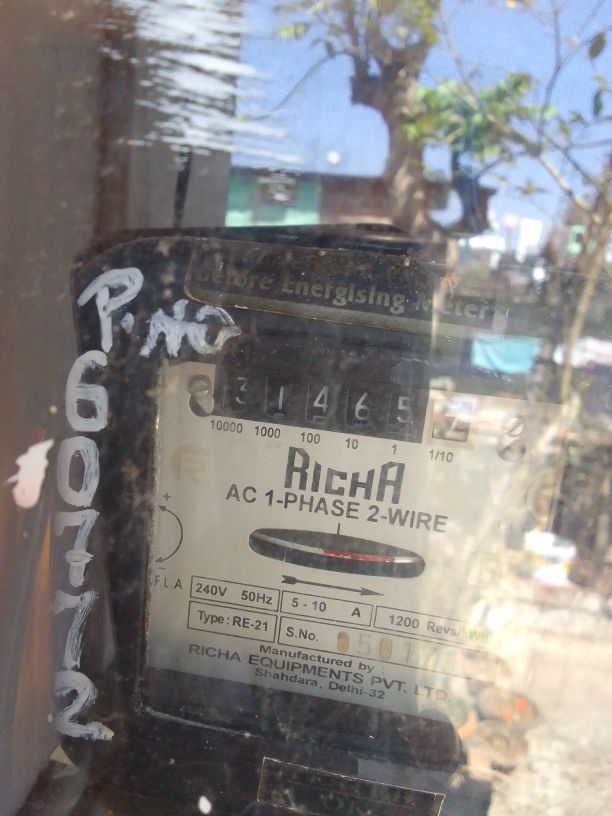 Before Energising Meter
P. NO
607712
3 1 4 6 5
10000 1000 100 10 1 1/10
RICHA
AC 1-PHASE 2-WIRE
+
-
F.L.A
240V 50Hz 5 - 10 A 1200 Revs/kWh
Type: RE-21 S.No.
Manufactured by :
RICHA EQUIPMENTS PVT. LTD.
Shahdara, Delhi-32